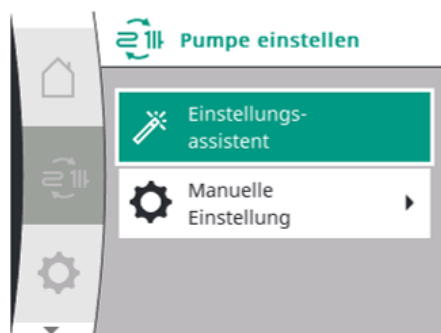 Pumpe einstellen
Einstellungs-
assistent
Manuelle
Einstellung